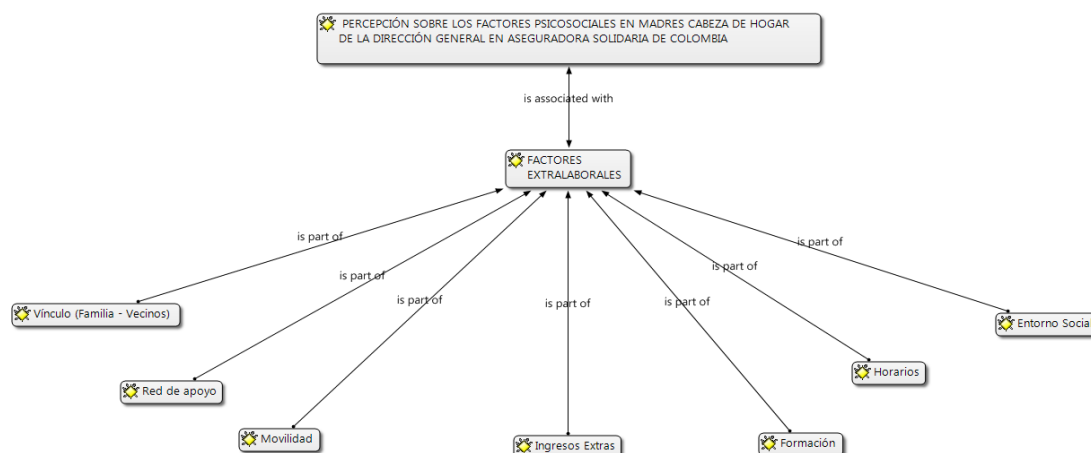 PERCEPCIÓN SOBRE LOS FACTORES PSICOSOCIALES EN MADRES CABEZA DE HOGAR
DE LA DIRECCIÓN GENERAL EN ASEGURADORA SOLIDARIA DE COLOMBIA
is associated with
FACTORES
EXTRALABORALES
is part of
is part of
is part of
is part of
is part of
is part of
is part of
Vínculo (Familia - Vecinos)
Entorno Social
Red de apoyo
Horarios
Movilidad
Ingresos Extras
Formación